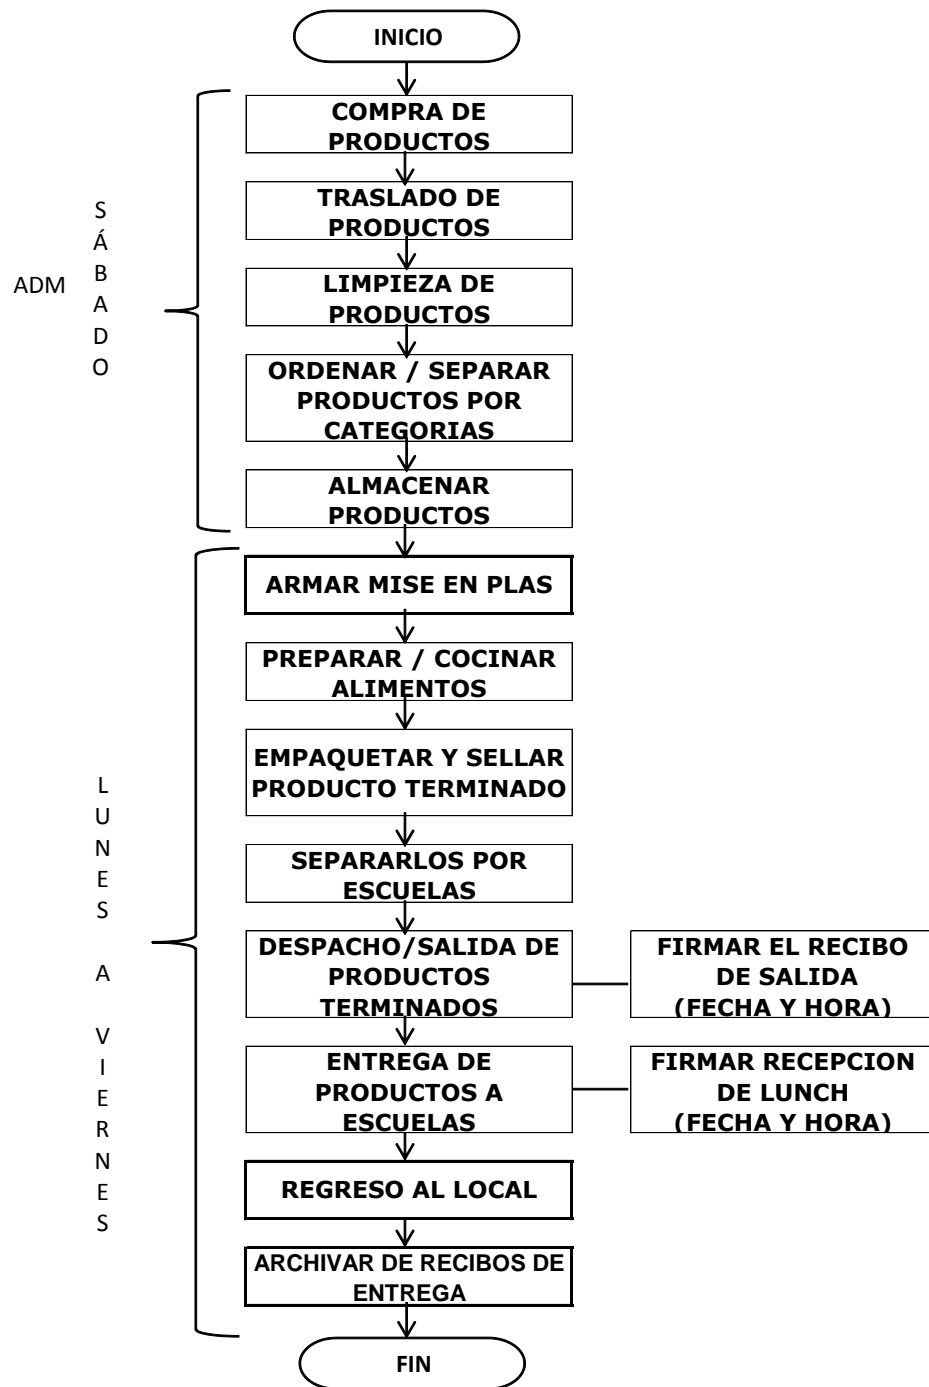 INICIO
COMPRA DE
PRODUCTOS
TRASLADO DE
PRODUCTOS
ADM
SÁBADO
LIMPIEZA DE
PRODUCTOS
ORDENAR / SEPARAR
PRODUCTOS POR
CATEGORIAS
ALMACENAR
PRODUCTOS
ARMAR MISE EN PLAS
PREPARAR / COCINAR
ALIMENTOS
EMPAQUETAR Y SELLAR
PRODUCTO TERMINADO
LUNES A VIERNES
SEPARARLOS POR
ESCUELAS
DESPACHO/SALIDA DE
PRODUCTOS
TERMINADOS
FIRMAR EL RECIBO
DE SALIDA
(FECHA Y HORA)
ENTREGA DE
PRODUCTOS A
ESCUELAS
FIRMAR RECEPCION
DE LUNCH
(FECHA Y HORA)
REGRESO AL LOCAL
ARCHIVAR DE RECIBOS DE
ENTREGA
FIN